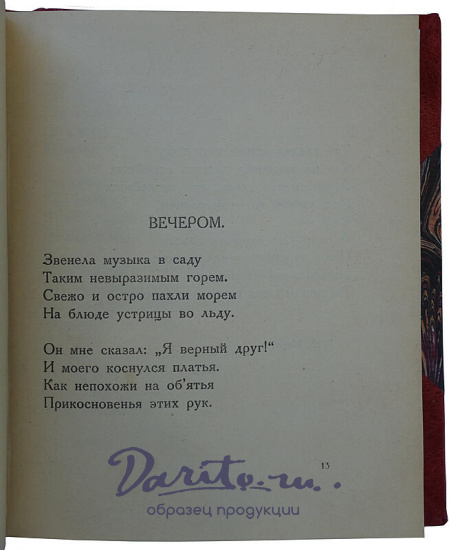 ВЕЧЕРОМ.
Звенела музыка в саду
Таким невыразимым горем.
Свежо и остро пахли морем
На блюде устрицы во льду.
Он мне сказал: „Я верный друг!“
И моего коснулся платья.
Как непохожи на об'ятья
Прикосновенья этих рук.
13
Darito.ru
образец продукции